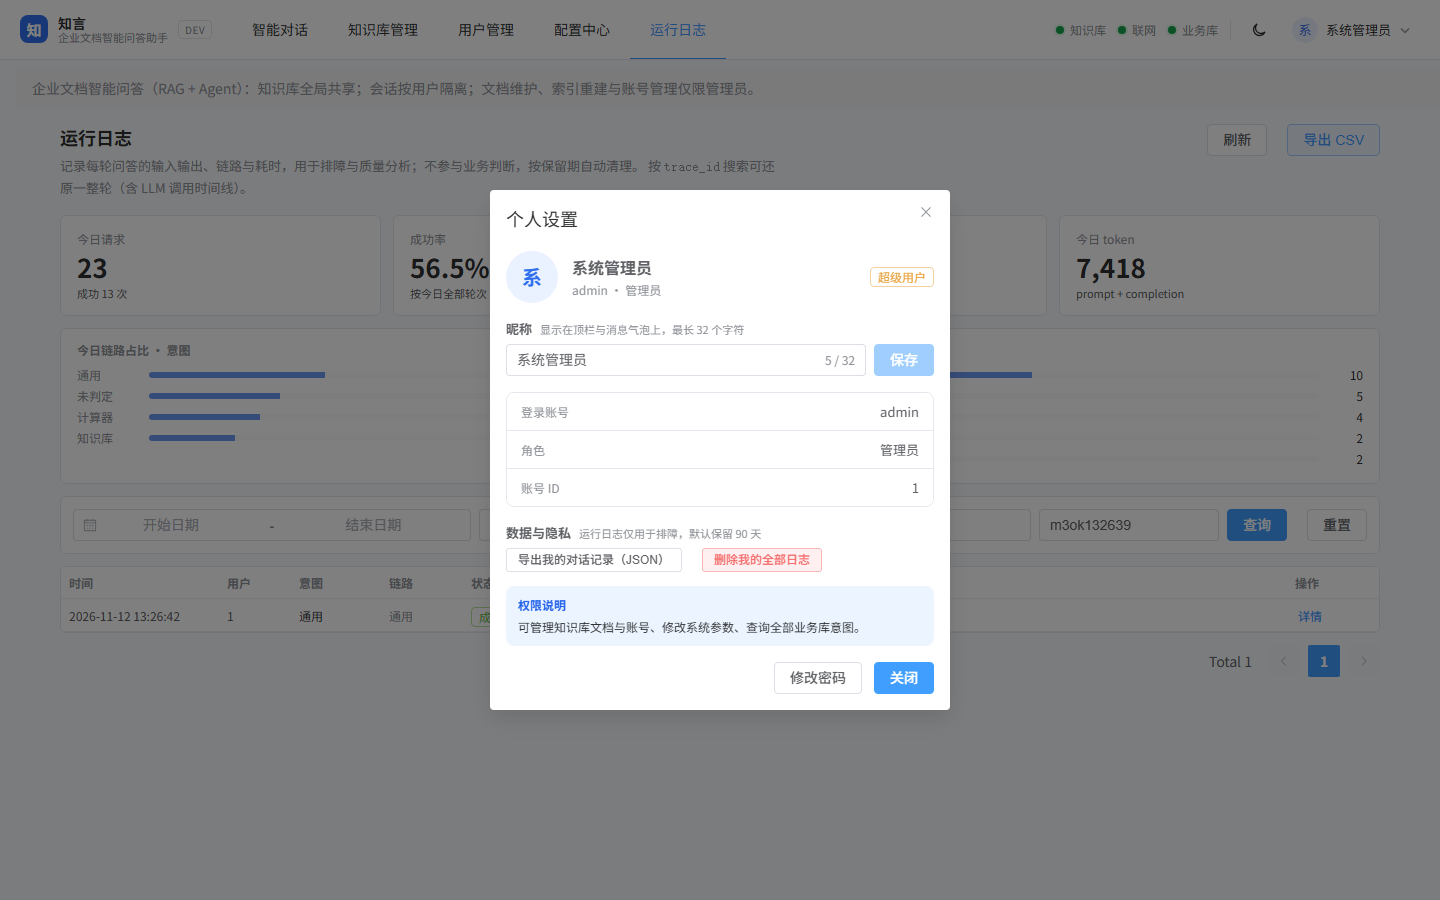 知 知言 DEV 智能对话 知识库管理 用户管理 配置中心 运行日志 知识库 联网 业务库 系 系统管理员
企业文档智能问答助手
企业文档智能问答（RAG + Agent）：知识库全局共享；会话按用户隔离；文档维护、索引重建与账号管理仅限管理员。
运行日志 刷新 导出 CSV
记录每轮问答的输入输出、链路与耗时，用于排障与质量分析；不参与业务判断，按保留期自动清理。 按 trace_id 搜索可还
原一整轮（含 LLM 调用时间线）。
今日请求 成功率 今日 token
23 56.5% 7,418
成功 13 次 按今日全部轮次 prompt + completion
今日链路占比 · 意图
通用 10
未判定 5
计算器 4
知识库 2
2
开始日期 - 结束日期 m3ok132639 查询 重置
时间 用户 意图 链路 操作
2026-11-12 13:26:42 1 通用 通用 详情
Total 1 1
个人设置
系 系统管理员 超级用户
admin · 管理员
昵称 显示在顶栏与消息气泡上，最长 32 个字符
系统管理员 5 / 32 保存
登录账号 admin
角色 管理员
账号 ID 1
数据与隐私 运行日志仅用于排障，默认保留 90 天
导出我的对话记录（JSON） 删除我的全部日志
权限说明
可管理知识库文档与账号、修改系统参数、查询全部业务库意图。
修改密码 关闭